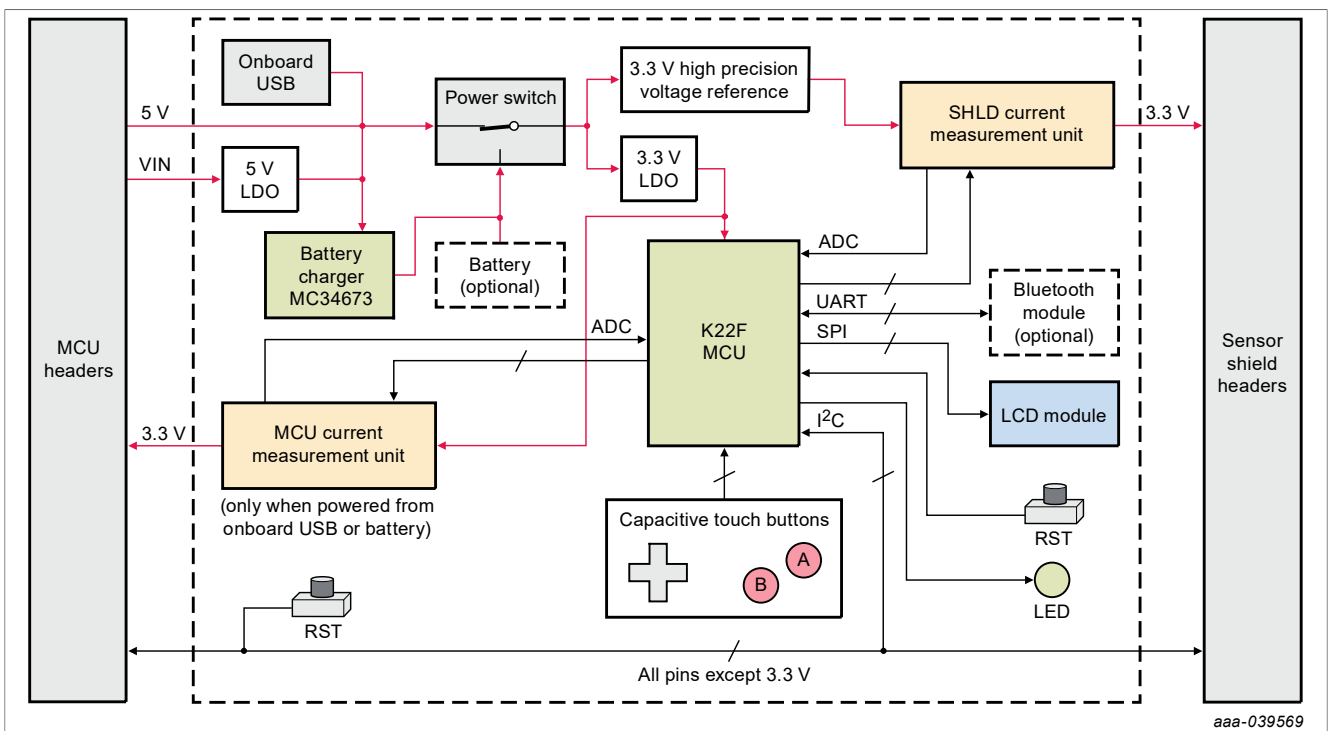 Onboard
USB
Power switch
3.3 V high precision
voltage reference
SHLD current
measurement unit
3.3 V
5 V
VIN
5 V
LDO
3.3 V
LDO
Battery
charger
MC34673
Battery
(optional)
ADC
UART
SPI
I²C
Bluetooth
module
(optional)
K22F
MCU
ADC
MCU
headers
Sensor
shield
headers
LCD module
3.3 V
MCU current
measurement unit
(only when powered from
onboard USB or battery)
Capacitive touch buttons
A
B
RST
LED
RST
All pins except 3.3 V
aaa-039569